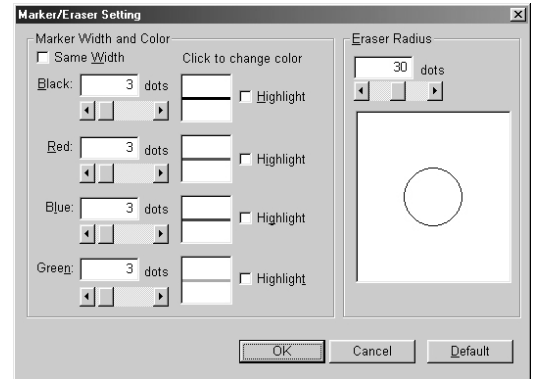 Marker/Eraser Setting
Marker Width and Color
Same Width Click to change color
Black: 3 dots
Highlight
Red: 3 dots
Highlight
Blue: 3 dots
Highlight
Green: 3 dots
Highlight
Eraser Radius
30 dots
OK Cancel Default